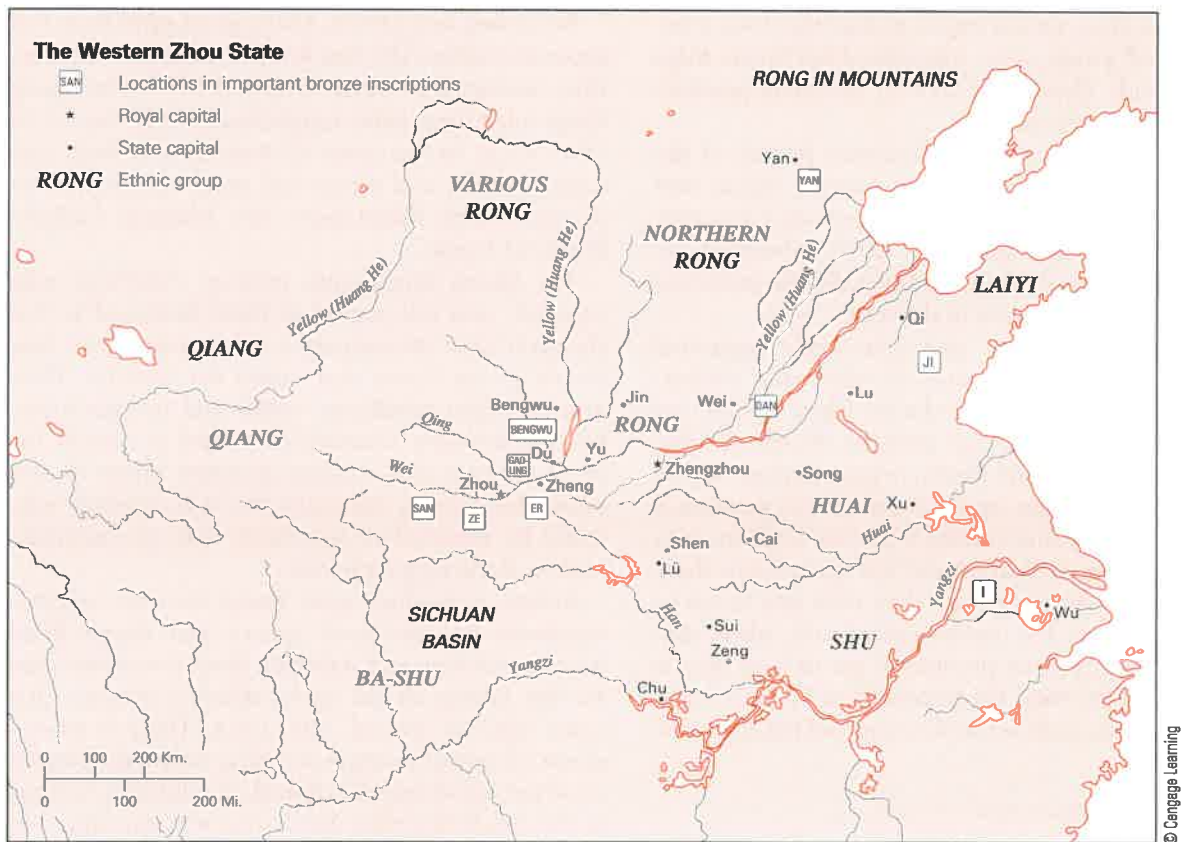 The Western Zhou State
SAN Locations in important bronze inscriptions
Royal capital
State capital
RONG Ethnic group
RONG IN MOUNTAINS
Yan
YAN
VARIOUS
RONG
NORTHERN
RONG
Yellow (Huang He)
Yellow (Huang He)
Yellow (Huang He)
LAIYI
Qi
QIANG
JI
Bengwu
Jin
Wei
DAN
Lu
BENGWU
RONG
Qing
QIANG
GAO-
LING
Du
Yu
Wei
Zhengzhou
Song
Zhou
Zheng
SAN
ZE
ER
HUAI
Xu
Huai
Shen
Cai
Lü
Yangzi
I
Wu
SICHUAN
BASIN
Han
Sui
SHU
Zeng
BA-SHU
Yangzi
Chu
0 100 200 Km.
0 100 200 Mi.
© Cengage Learning